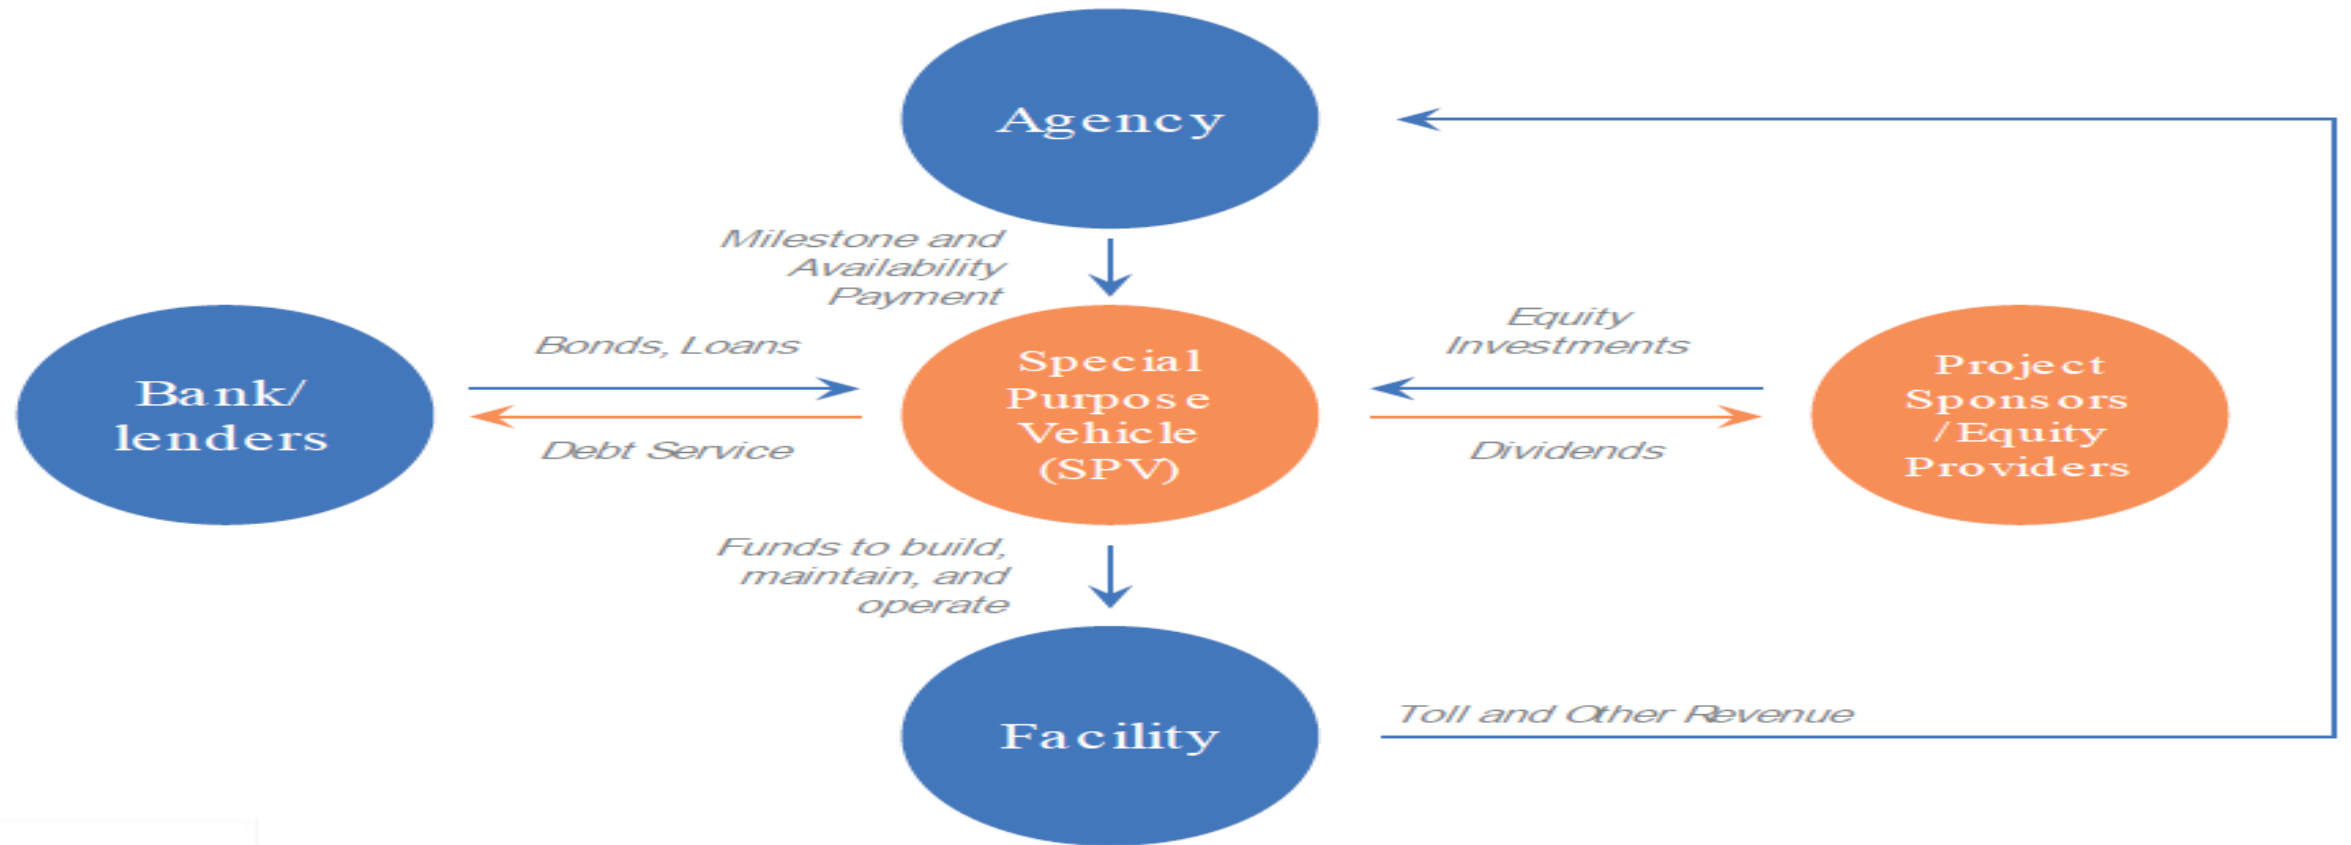 Agency
Milestone and
Availability
Payment
Bank/
lenders
Bonds, Loans
Debt Service
Special
Purpose
Vehicle
(SPV)
Equity
Investments
Dividends
Project
Sponsors
/Equity
Providers
Funds to build,
maintain, and
operate
Facility
Toll and Other Revenue